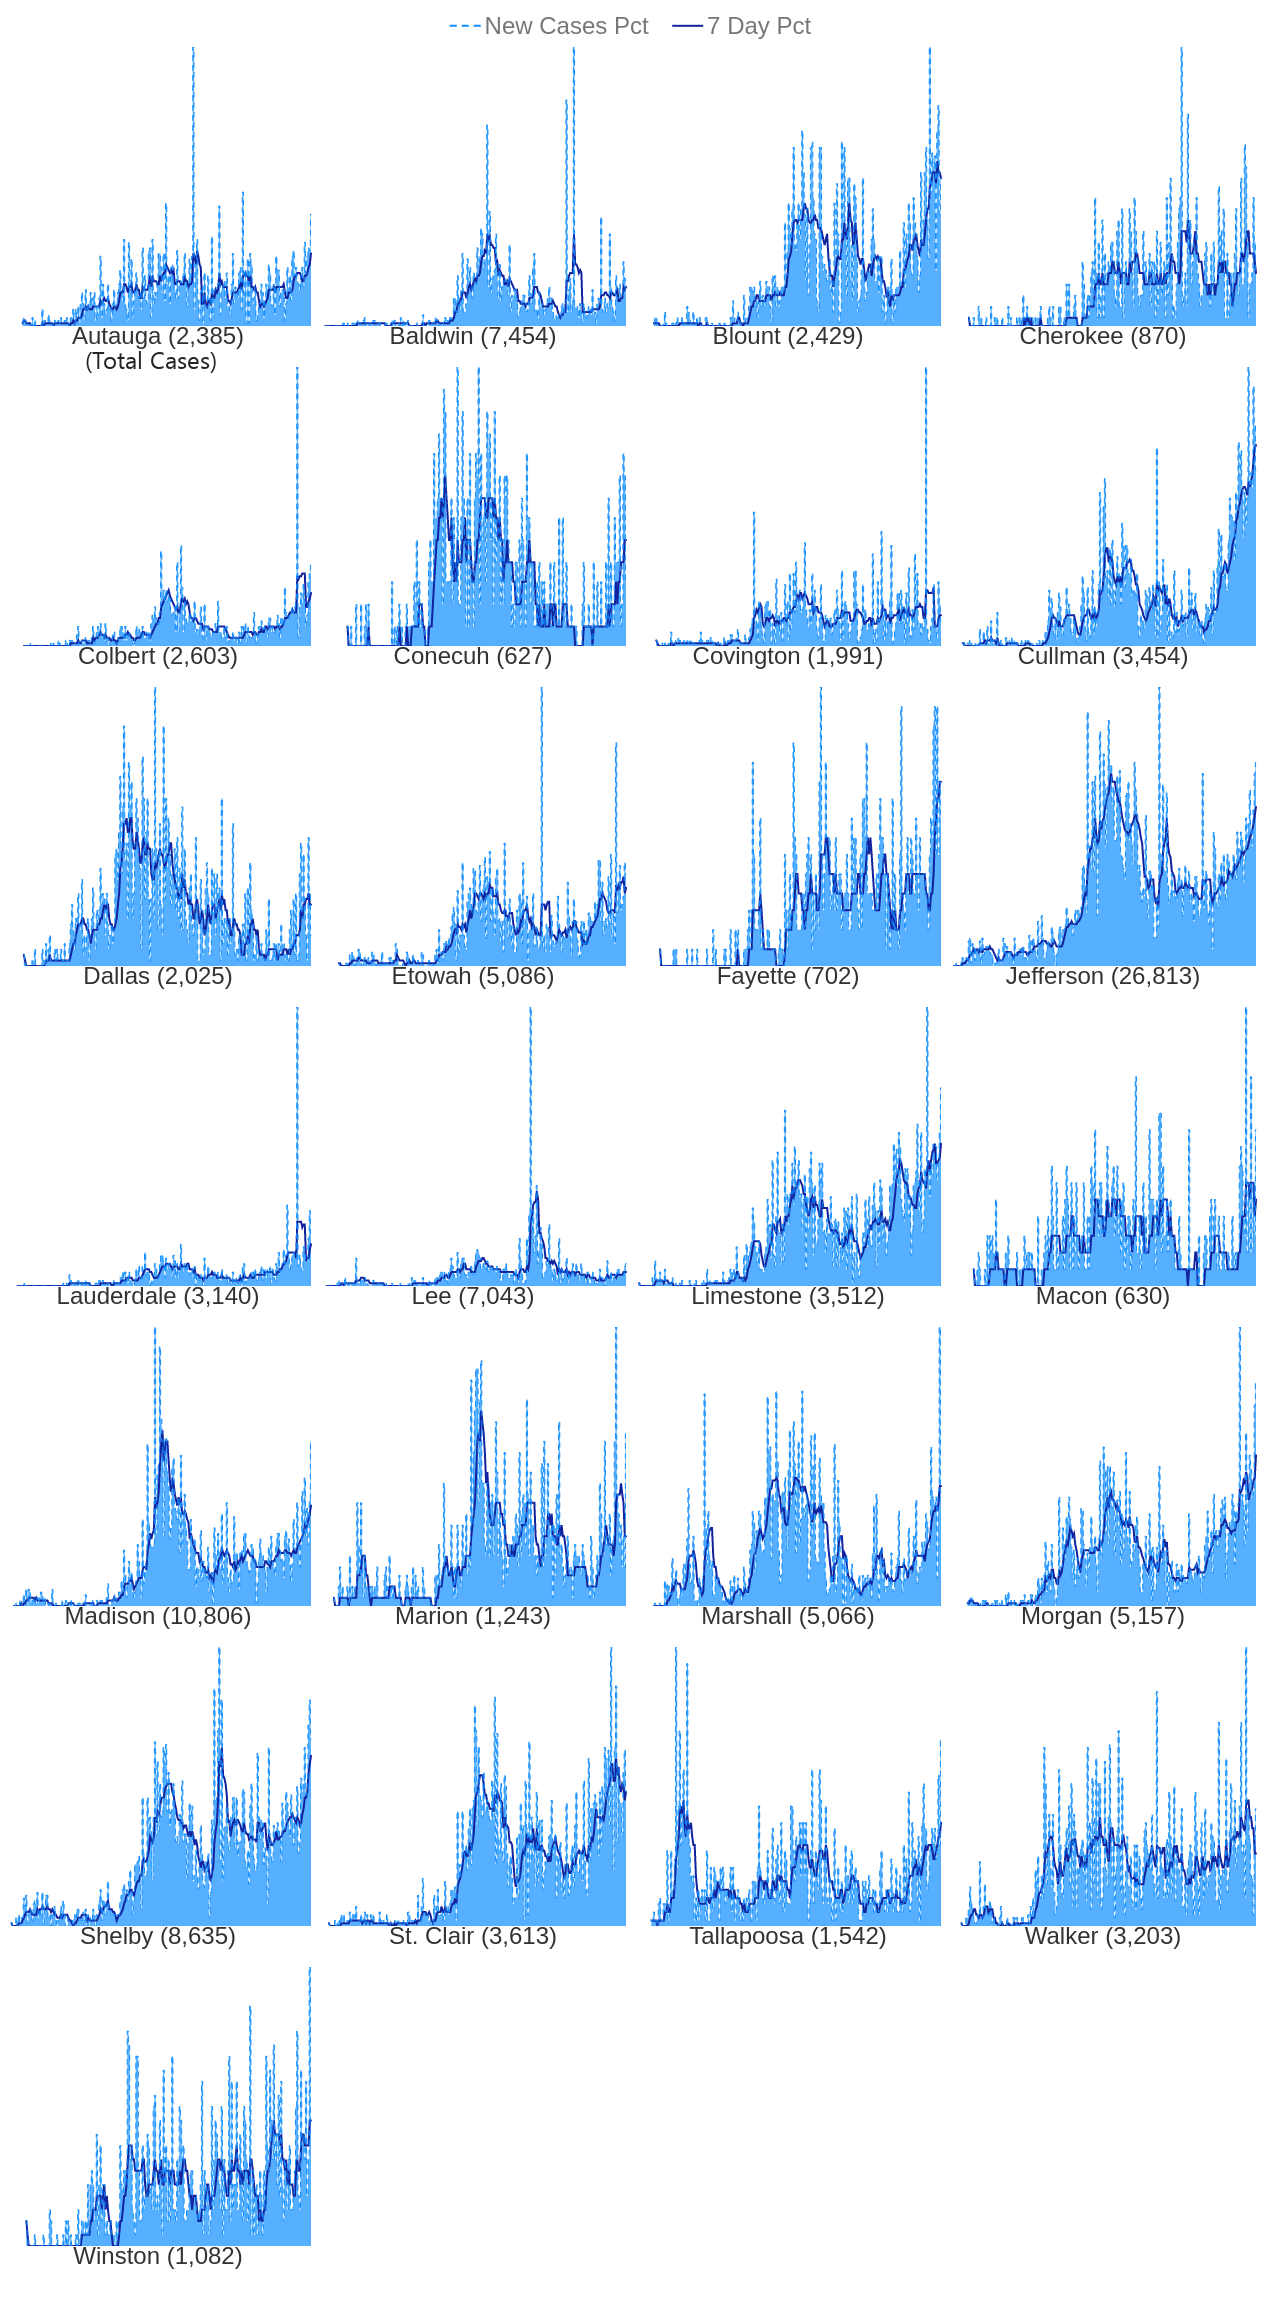 New Cases Pct 7 Day Pct
Autauga (2,385) Baldwin (7,454) Blount (2,429) Cherokee (870)
(Total Cases)
Colbert (2,603) Conecuh (627) Covington (1,991) Cullman (3,454)
Dallas (2,025) Etowah (5,086) Fayette (702) Jefferson (26,813)
Lauderdale (3,140) Lee (7,043) Limestone (3,512) Macon (630)
Madison (10,806) Marion (1,243) Marshall (5,066) Morgan (5,157)
Shelby (8,635) St. Clair (3,613) Tallapoosa (1,542) Walker (3,203)
Winston (1,082)